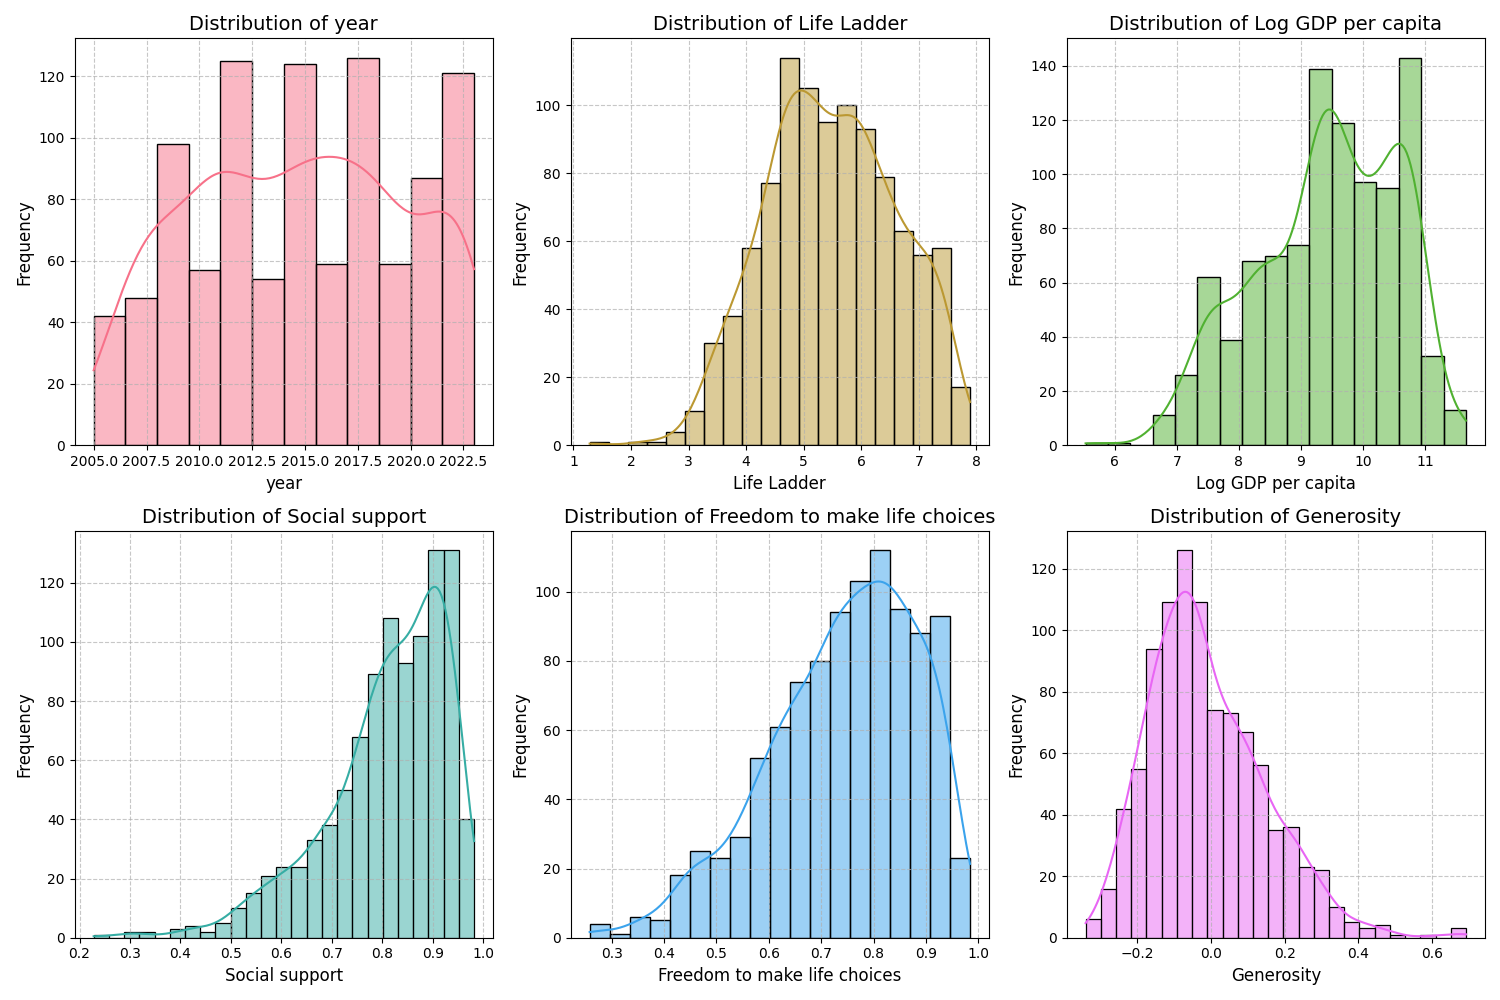 Distribution of year
Frequency
120
100
80
60
40
20
0
2005.0 2007.5 2010.0 2012.5 2015.0 2017.5 2020.0 2022.5
year
Distribution of Life Ladder
Frequency
100
80
60
40
20
0
1 2 3 4 5 6 7 8
Life Ladder
Distribution of Log GDP per capita
Frequency
140
120
100
80
60
40
20
0
6 7 8 9 10 11
Log GDP per capita
Distribution of Social support
Frequency
120
100
80
60
40
20
0
0.2 0.3 0.4 0.5 0.6 0.7 0.8 0.9 1.0
Social support
Distribution of Freedom to make life choices
Frequency
100
80
60
40
20
0
0.3 0.4 0.5 0.6 0.7 0.8 0.9 1.0
Freedom to make life choices
Distribution of Generosity
Frequency
120
100
80
60
40
20
0
−0.2 0.0 0.2 0.4 0.6
Generosity